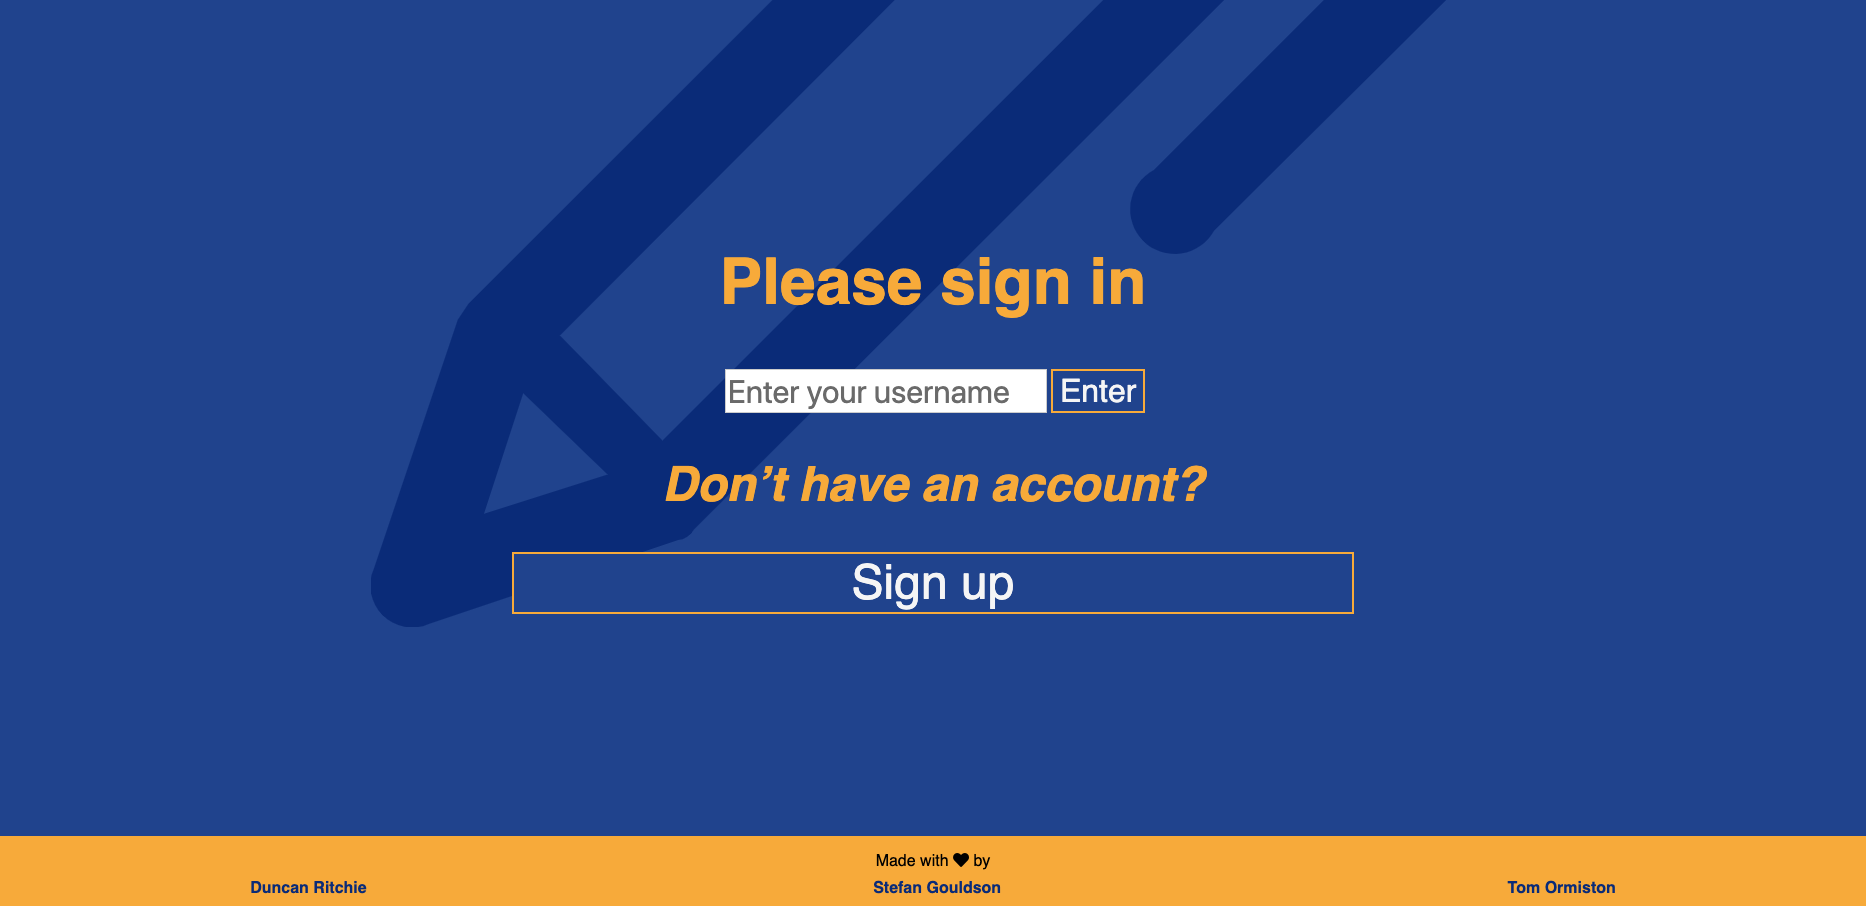 Please sign in
Enter your username Enter
Don’t have an account?
Sign up
Made with ♥ by
Duncan Ritchie Stefan Gouldson Tom Ormiston